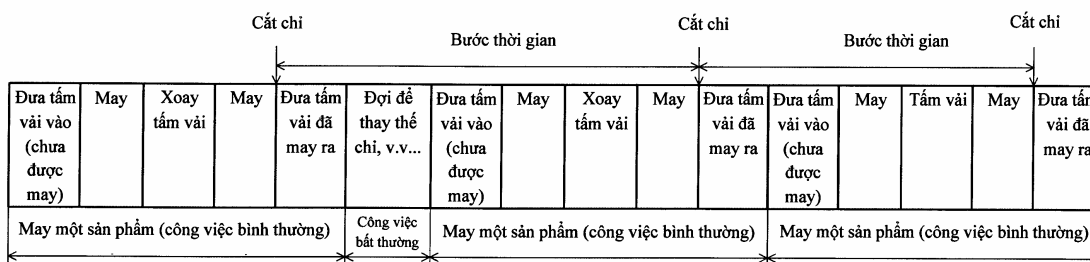 Cắt chỉ
Bước thời gian
Cắt chỉ
Bước thời gian
Cắt chỉ
Đưa tấm
vải vào
(chưa
được
may)
May
Xoay
tấm vải
May
Đưa tấm
vải đã
may ra
Đợi để
thay thế
chỉ, v.v...
Đưa tấm
vải vào
(chưa
được
may)
May
Xoay
tấm vải
May
Đưa tấm
vải đã
may ra
Đưa tấm
vải vào
(chưa
được
may)
May
Tấm vải
May
Đưa tấm
vải đã
may ra
May một sản phẩm (công việc bình thường)
Công việc
bất thường
May một sản phẩm (công việc bình thường)
May một sản phẩm (công việc bình thường)